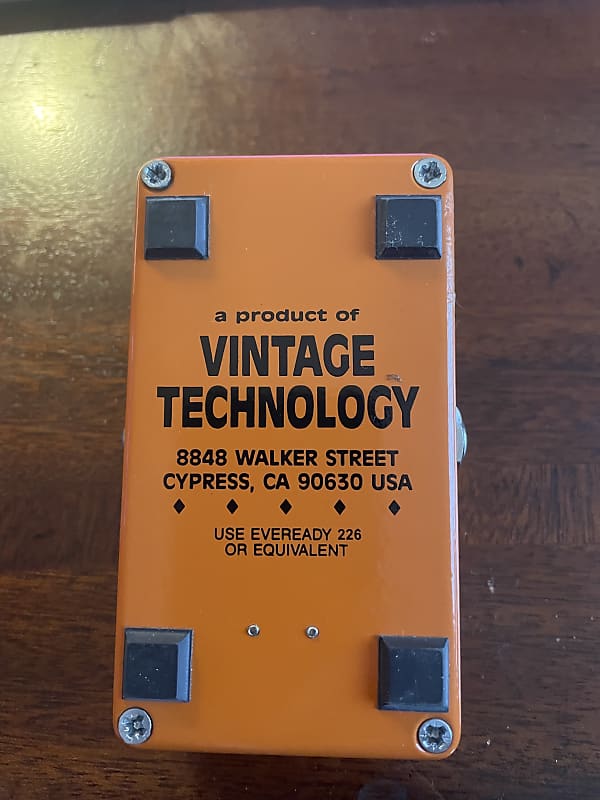 a product of
VINTAGE
TECHNOLOGY
8848 WALKER STREET
CYPRESS, CA 90630 USA
USE EVEREADY 226
OR EQUIVALENT